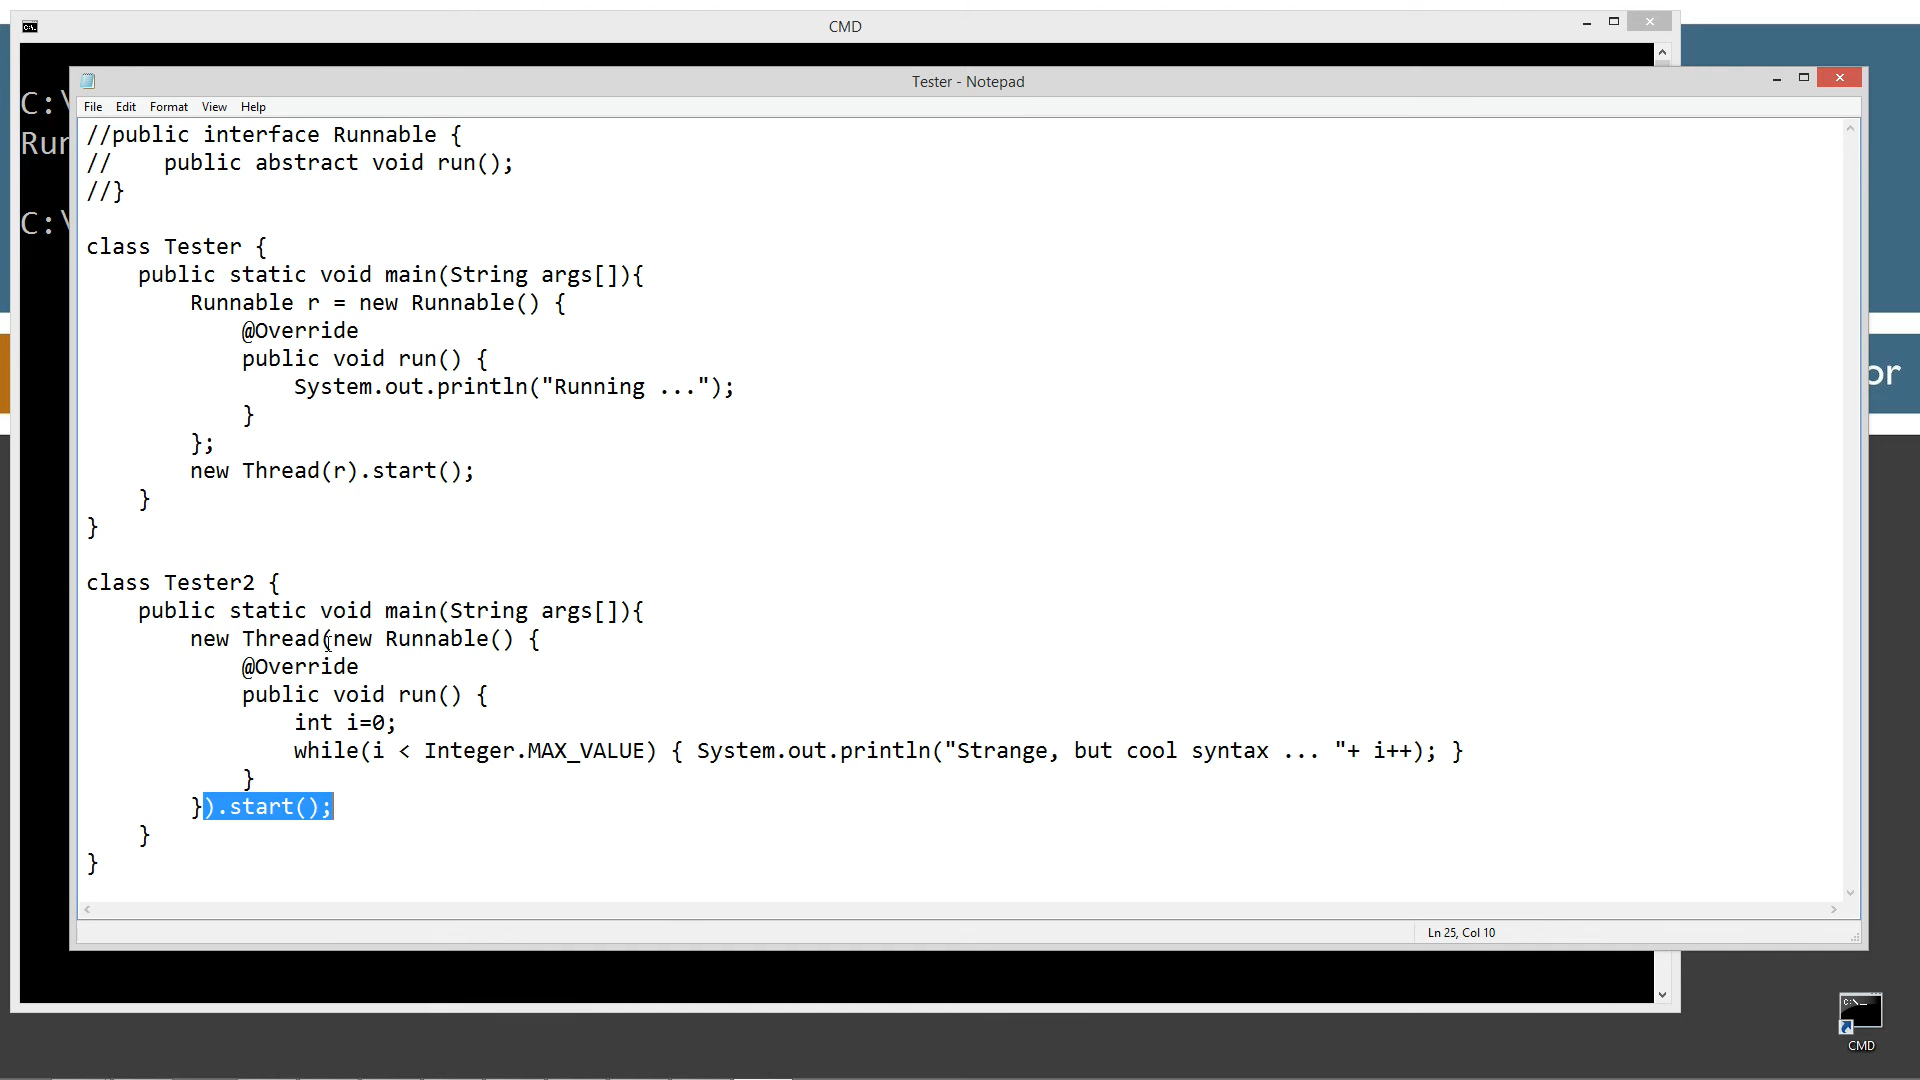 CMD
Tester - Notepad
File Edit Format View Help
C:\
Run
C:\
//public interface Runnable {
//    public abstract void run();
//}
class Tester {
    public static void main(String args[]){
        Runnable r = new Runnable() {
            @Override
            public void run() {
                System.out.println("Running ...");
            }
        };
        new Thread(r).start();
    }
}
class Tester2 {
    public static void main(String args[]){
        new Thread(new Runnable() {
            @Override
            public void run() {
                int i=0;
                while(i < Integer.MAX_VALUE) { System.out.println("Strange, but cool syntax ... "+ i++); }
            }
        }).start();
    }
}
or
Ln 25, Col 10
CMD